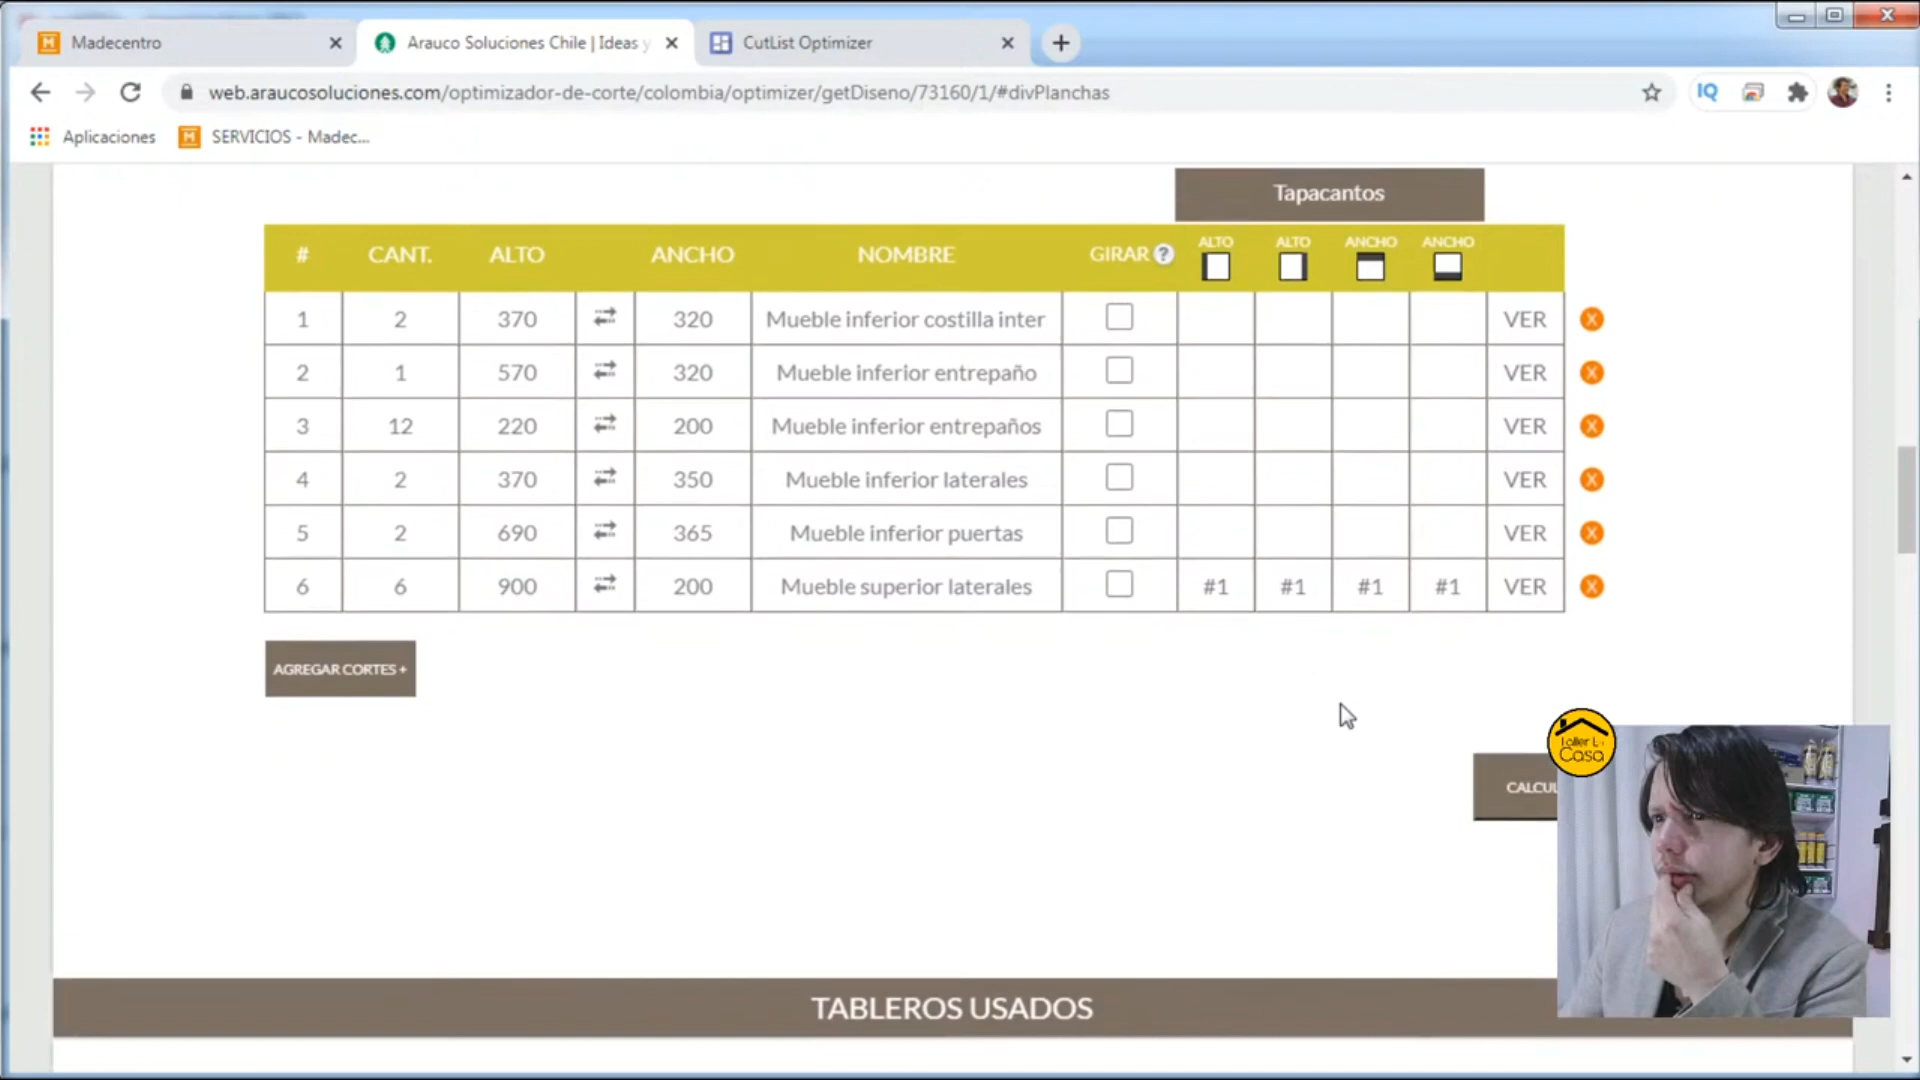 Madecentro
Arauco Soluciones Chile | Ideas y
CutList Optimizer
web.araucosoluciones.com/optimizador-de-corte/colombia/optimizer/getDiseno/73160/1/#divPlanchas
IQ
Aplicaciones
SERVICIOS - Madec...
Tapacantos
# CANT. ALTO ANCHO NOMBRE GIRAR ? ALTO ALTO ANCHO ANCHO
1 2 370 320 Mueble inferior costilla inter VER X
2 1 570 320 Mueble inferior entrepaño VER X
3 12 220 200 Mueble inferior entrepaños VER X
4 2 370 350 Mueble inferior laterales VER X
5 2 690 365 Mueble inferior puertas VER X
6 6 900 200 Mueble superior laterales #1 #1 #1 #1 VER X
AGREGAR CORTES +
Taller
Casa
CALCUL
TABLEROS USADOS